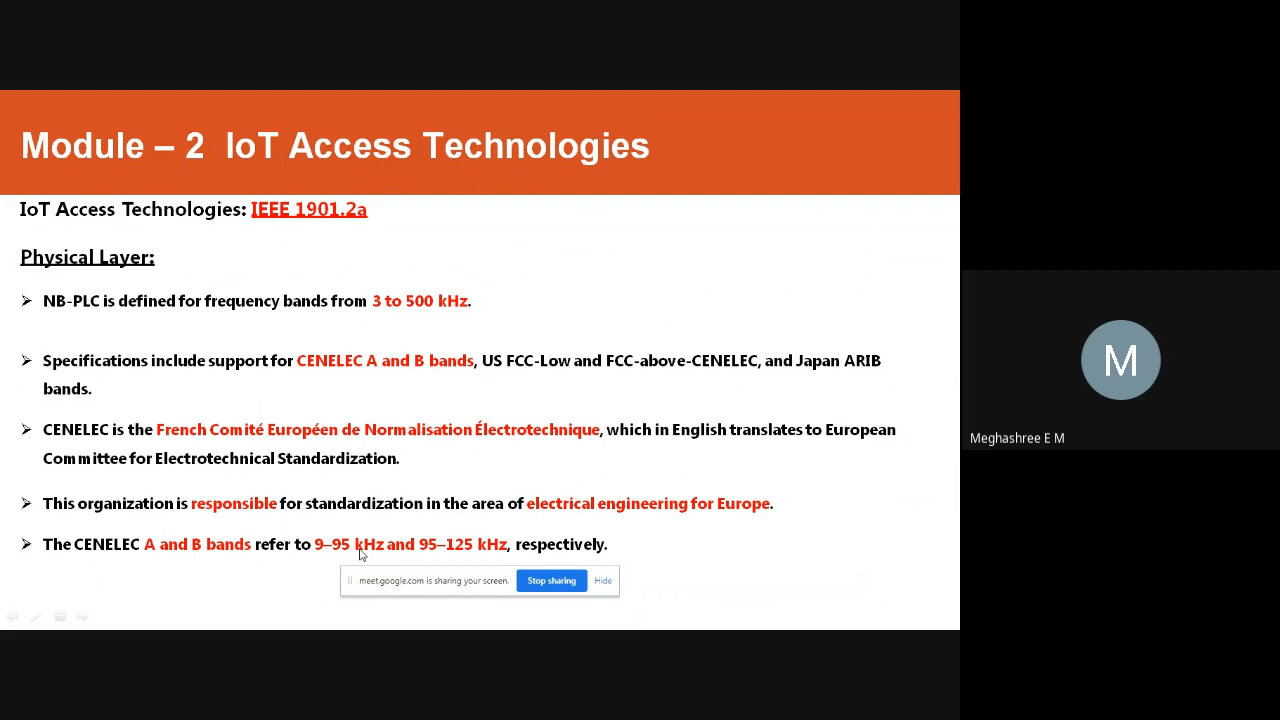 Module – 2 IoT Access Technologies
IoT Access Technologies: IEEE 1901.2a
Physical Layer:
➢ NB-PLC is defined for frequency bands from 3 to 500 kHz.
➢ Specifications include support for CENELEC A and B bands, US FCC-Low and FCC-above-CENELEC, and Japan ARIB
bands.
➢ CENELEC is the French Comité Européen de Normalisation Électrotechnique, which in English translates to European
Committee for Electrotechnical Standardization.
➢ This organization is responsible for standardization in the area of electrical engineering for Europe.
➢ The CENELEC A and B bands refer to 9–95 kHz and 95–125 kHz, respectively.
meet.google.com is sharing your screen. Stop sharing Hide
M
Meghashree E M